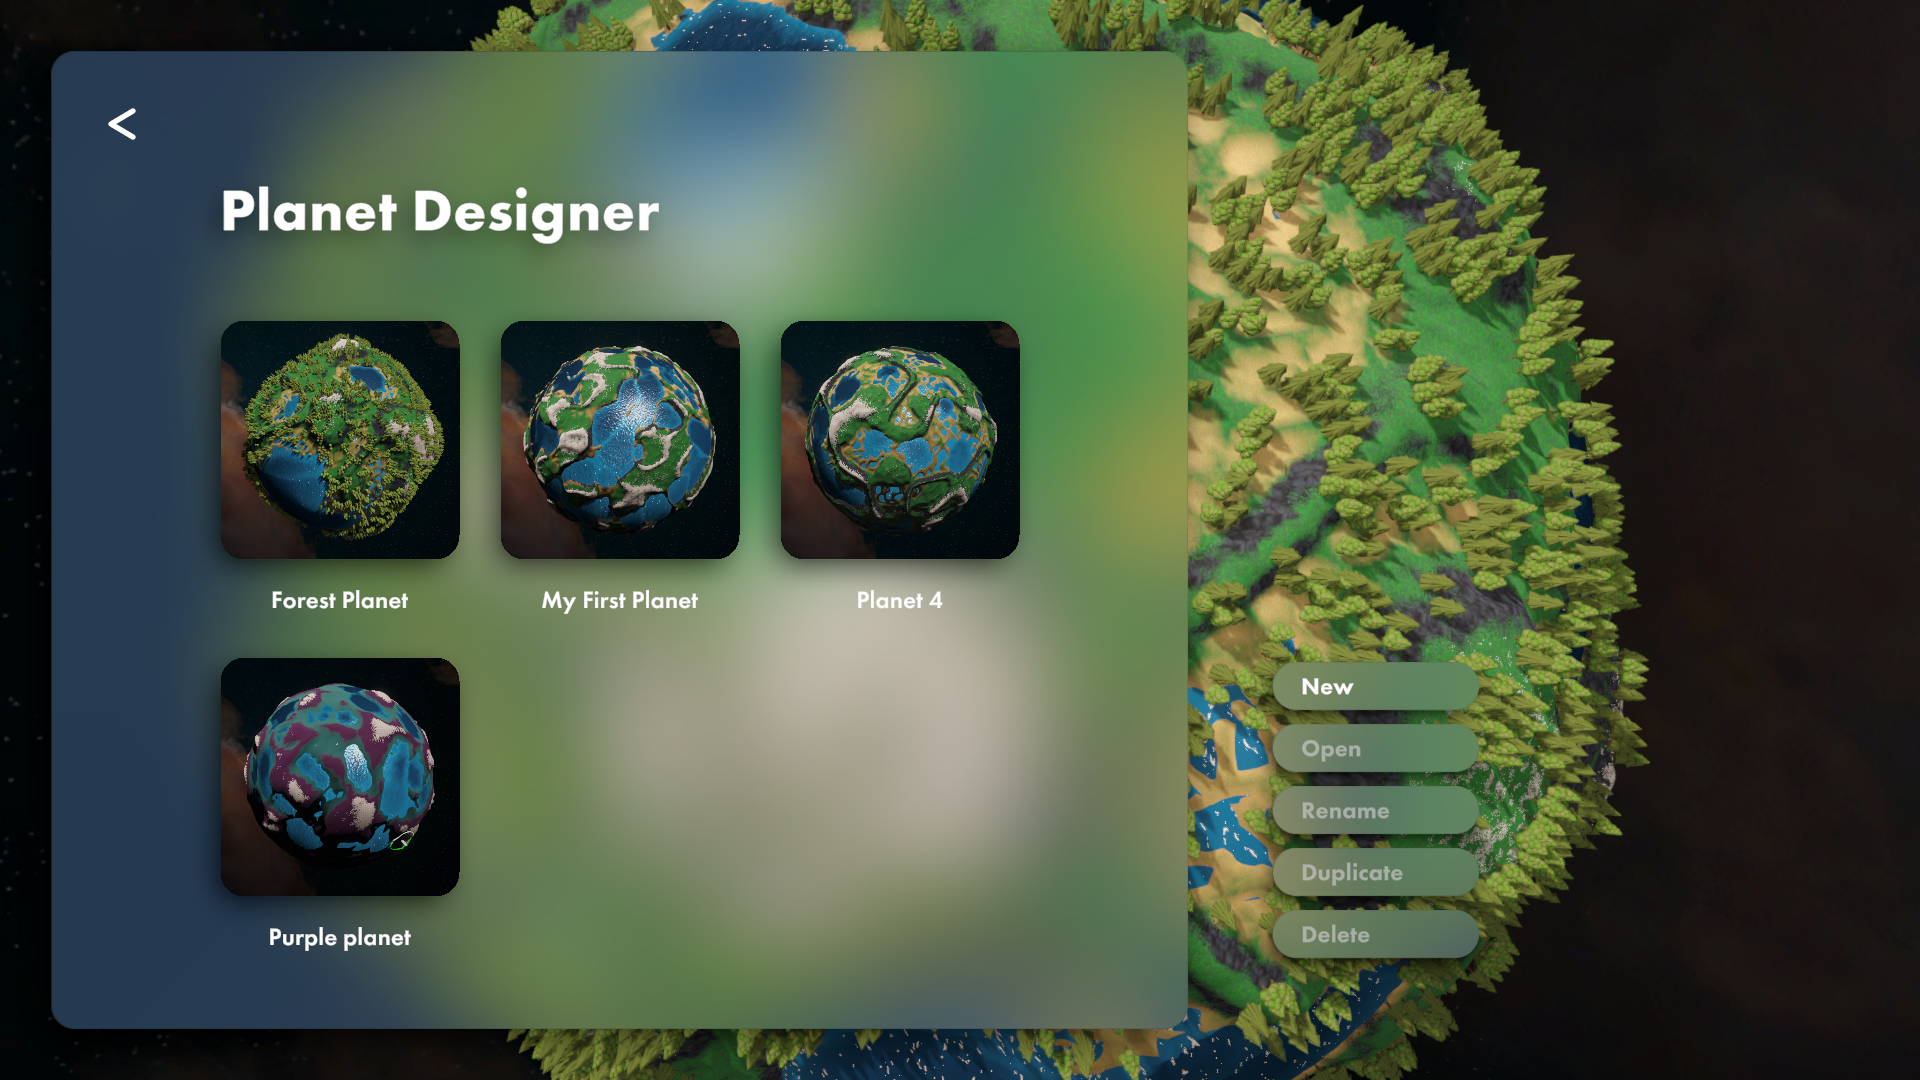 Planet Designer
Forest Planet
My First Planet
Planet 4
Purple planet
New
Open
Rename
Duplicate
Delete